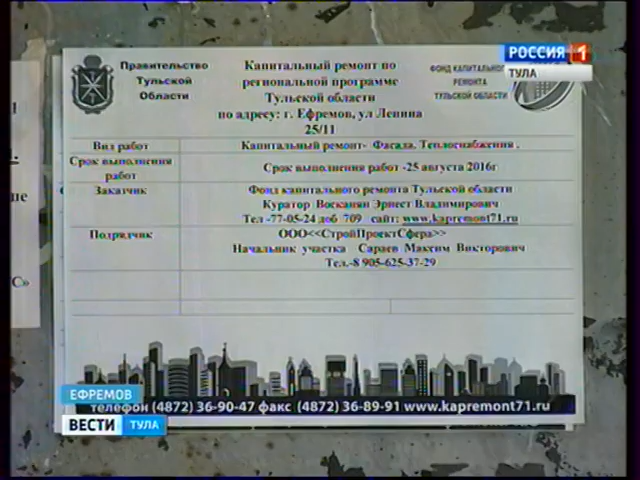 РОССИЯ 1
ТУЛА
Правительство
Тульской
Области
Капитальный ремонт по
региональной программе
Тульской области
по адресу: г. Ефремов, ул Ленина
25/11
ФОНД КАПИТАЛЬНОГО
РЕМОНТА
ТУЛЬСКОЙ ОБЛАСТИ
Вид работ
Капитальный ремонт- Фасада. Теплоснабжения .
Срок выполнения
работ
Срок выполнения работ -25 августа 2016г
Заказчик
Фонд капитального ремонта Тульской области
Куратор Восканян Эрнест Владимирович
Тел -77-05-24 доб 709 сайт: www.kapremont71.ru
Подрядчик
ООО<<СтройПроектСфера>>
Начальник участка Сараев Максим Викторович
Тел.-8 905-625-37-29
С»
ЕФРЕМОВ
телефон (4872) 36-90-47 факс (4872) 36-89-91 www.kapremont71.ru
ВЕСТИ ТУЛА